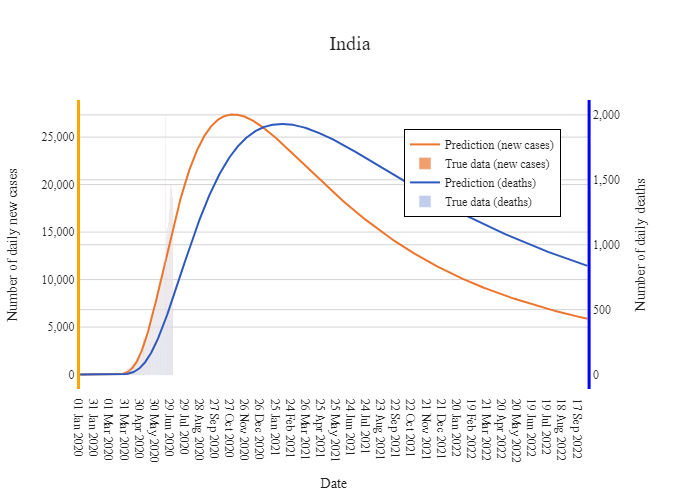 India
Number of daily new cases
25,000
20,000
15,000
10,000
5,000
0
2,000
1,500
1,000
500
0
Number of daily deaths
Prediction (new cases)
True data (new cases)
Prediction (deaths)
True data (deaths)
01 Jan 2020
31 Jan 2020
01 Mar 2020
31 Mar 2020
30 Apr 2020
30 May 2020
29 Jun 2020
29 Jul 2020
28 Aug 2020
27 Sep 2020
27 Oct 2020
26 Nov 2020
26 Dec 2020
25 Jan 2021
24 Feb 2021
26 Mar 2021
25 Apr 2021
25 May 2021
24 Jun 2021
24 Jul 2021
23 Aug 2021
22 Sep 2021
22 Oct 2021
21 Nov 2021
21 Dec 2021
20 Jan 2022
19 Feb 2022
21 Mar 2022
20 Apr 2022
20 May 2022
19 Jun 2022
19 Jul 2022
18 Aug 2022
17 Sep 2022
Date